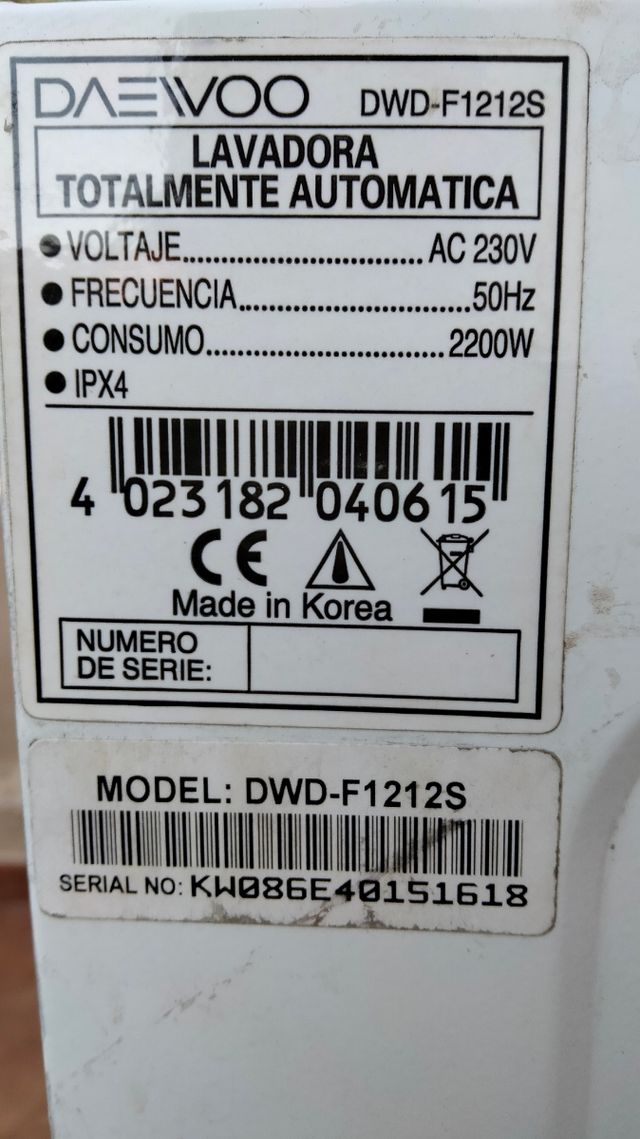 DAEWOO DWD-F1212S
LAVADORA
TOTALMENTE AUTOMATICA
● VOLTAJE.............................. AC 230V
● FRECUENCIA..............................50Hz
● CONSUMO..............................2200W
● IPX4
4 023182 040615
CE
Made in Korea
NUMERO
DE SERIE:
MODEL: DWD-F1212S
SERIAL NO: KW086E40151618